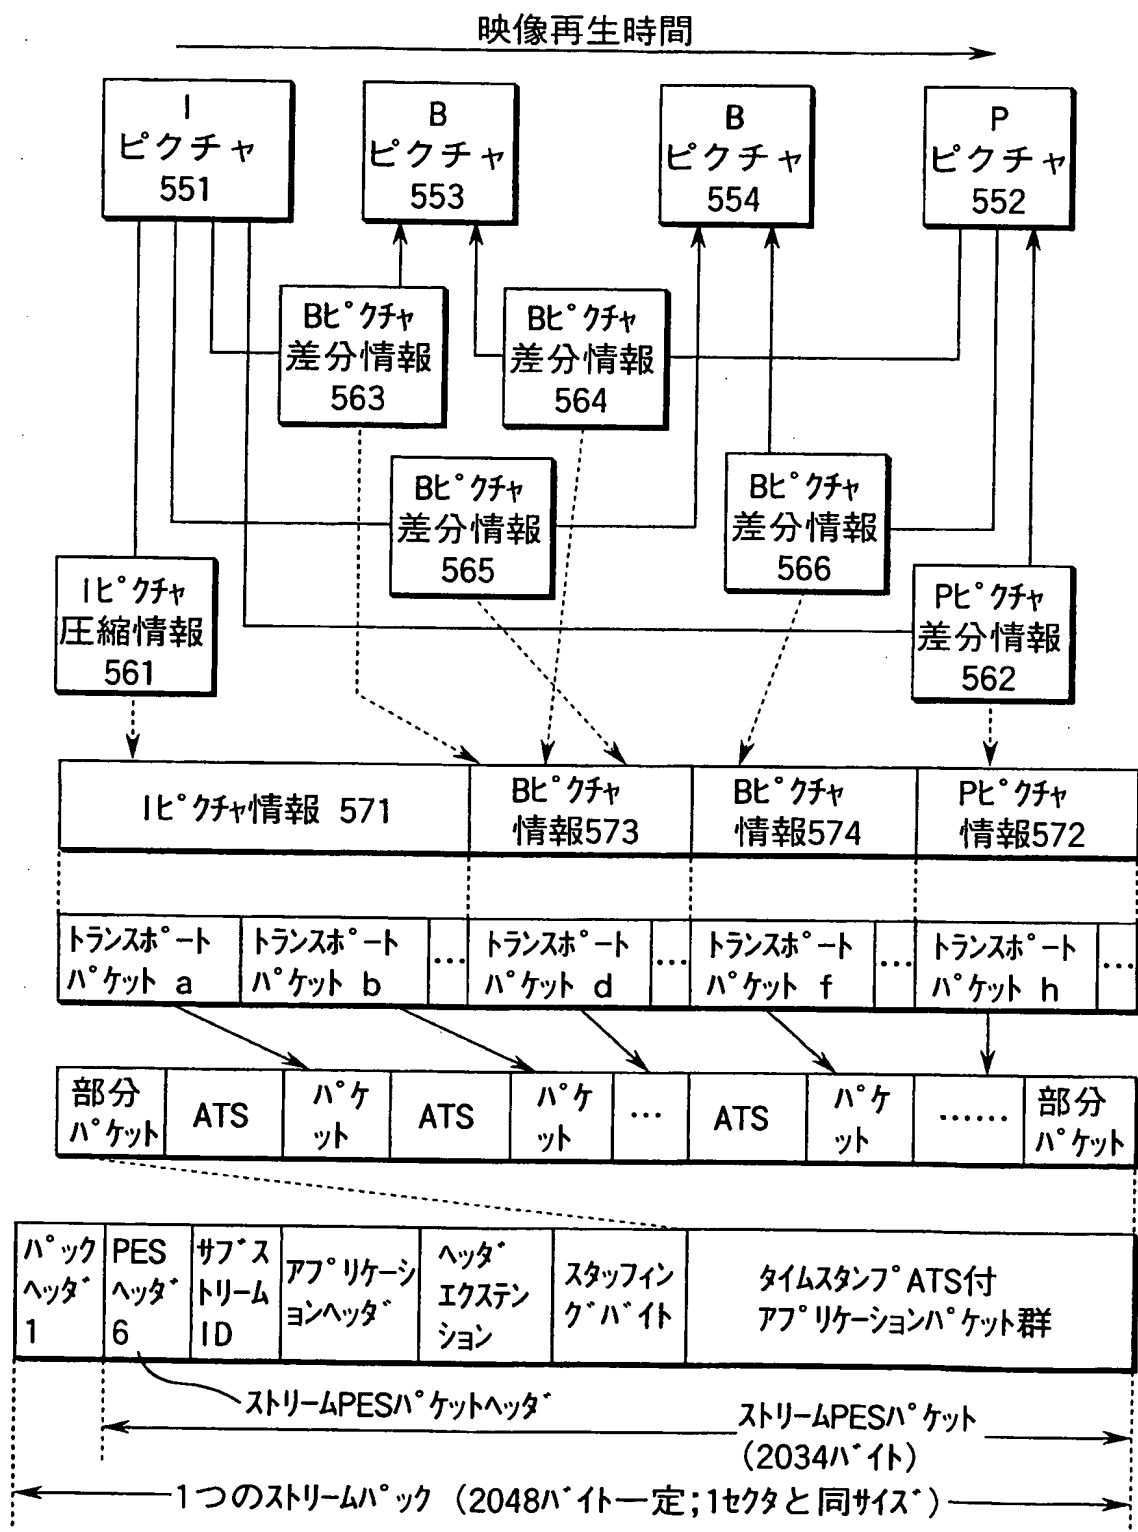 映像再生時間
I
ピクチャ
551
B
ピクチャ
553
B
ピクチャ
554
P
ピクチャ
552
Bピクチャ
差分情報
563
Bピクチャ
差分情報
564
Bピクチャ
差分情報
565
Bピクチャ
差分情報
566
Iピクチャ
圧縮情報
561
Pピクチャ
差分情報
562
Iピクチャ情報 571
Bピクチャ
情報573
Bピクチャ
情報574
Pピクチャ
情報572
トランスポート
パケット a
トランスポート
パケット b
…
トランスポート
パケット d
…
トランスポート
パケット f
…
トランスポート
パケット h
…
部分
パケット
ATS
パケ
ット
ATS
パケ
ット
…
ATS
パケ
ット
……
部分
パケット
パック
ヘッダ
1
PES
ヘッダ
6
サブス
トリーム
ID
アプリケーシ
ョンヘッダ
ヘッダ
エクステン
ション
スタッフィン
グバイト
タイムスタンプATS付
アプリケーションパケット群
ストリームPESパケットヘッダ
ストリームPESパケット
(2034バイト)
1つのストリームパック (2048バイト一定;1セクタと同サイズ)